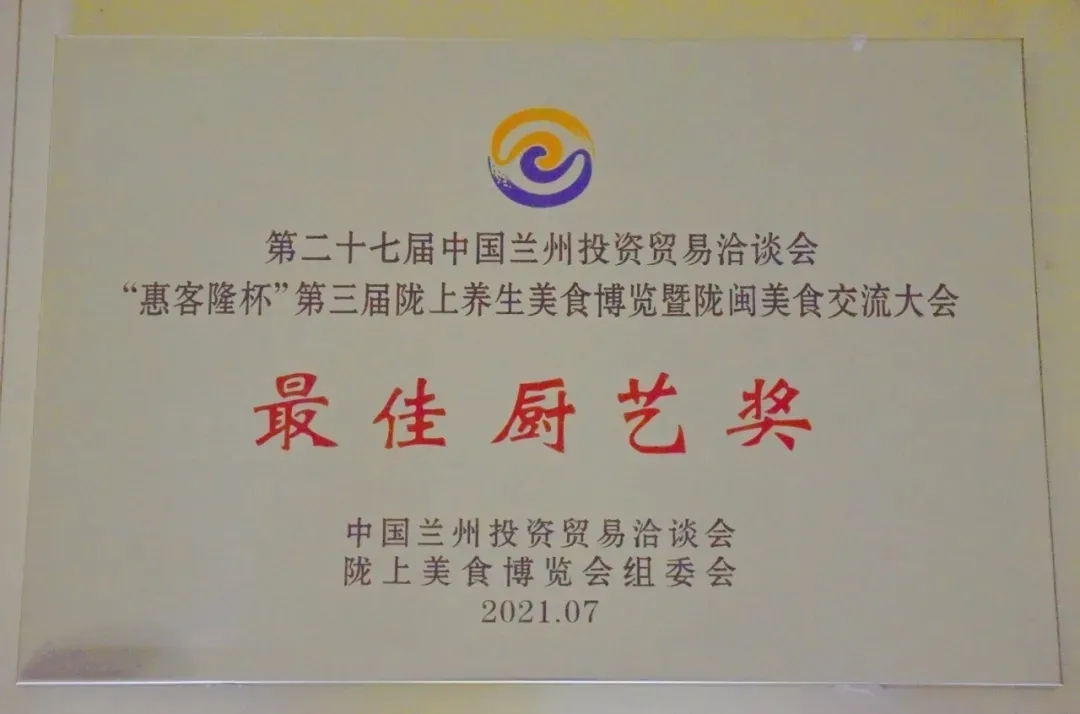 第二十七届中国兰州投资贸易洽谈会
“惠客隆杯”第三届陇上养生美食博览暨陇闽美食交流大会
最佳厨艺奖
中国兰州投资贸易洽谈会
陇上美食博览会组委会
2021.07